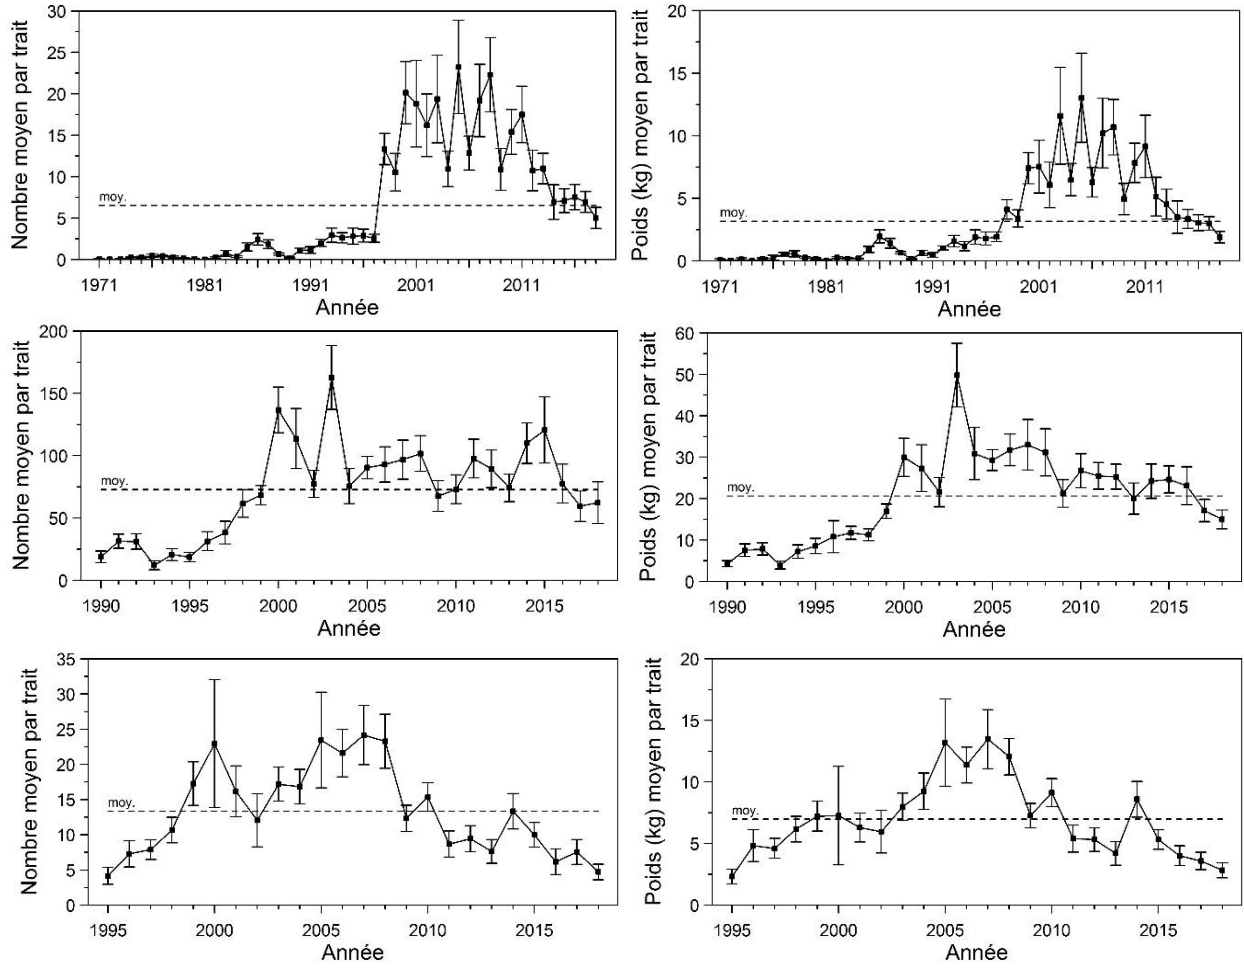 Nombre moyen par trait
30
25
20
15
10
5
0
moy.
1971 1981 1991 2001 2011
Année
Poids (kg) moyen par trait
20
15
10
5
0
moy.
1971 1981 1991 2001 2011
Année
Nombre moyen par trait
200
150
100
50
0
moy.
1990 1995 2000 2005 2010 2015
Année
Poids (kg) moyen par trait
60
50
40
30
20
10
0
moy.
1990 1995 2000 2005 2010 2015
Année
Nombre moyen par trait
35
30
25
20
15
10
5
0
moy.
1995 2000 2005 2010 2015
Année
Poids (kg) moyen par trait
20
15
10
5
0
moy.
1995 2000 2005 2010 2015
Année